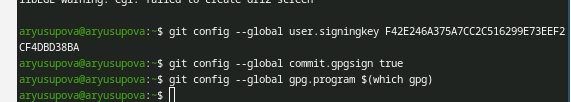 aryusupova@aryusupova:~$ git config --global user.signingkey F42E246A375A7CC2C516299E73EEF2
CF4DBD38BA
aryusupova@aryusupova:~$ git config --global commit.gpgsign true
aryusupova@aryusupova:~$ git config --global gpg.program $(which gpg)
aryusupova@aryusupova:~$